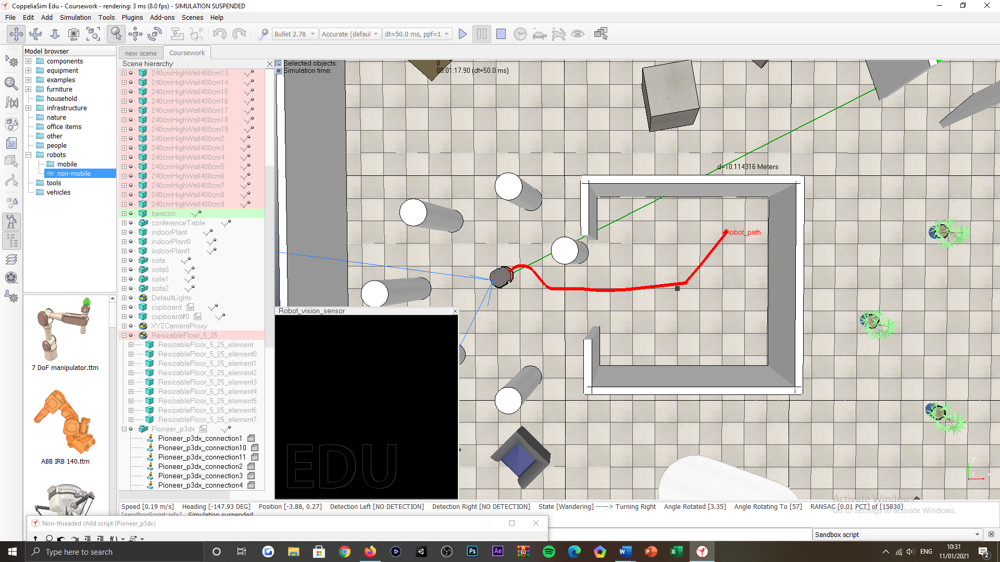 CoppeliaSim Edu - Coursework - rendering: 3 ms (8.0 fps) - SIMULATION SUSPENDED
File Edit Add Simulation Tools Plugins Add-ons Scenes Help
Bullet 2.78 Accurate (defaul dt=50.0 ms, ppf=1
Model browser
components
equipment
examples
furniture
household
infrastructure
nature
office items
other
people
robots
mobile
non-mobile
tools
vehicles
7 DoF manipulator.ttm
ABB IRB 140.ttm
new scene Coursework
Scene hierarchy
240cmHighWall400cm13
240cmHighWall400cm14
240cmHighWall400cm15
240cmHighWall400cm16
240cmHighWall400cm17
240cmHighWall400cm18
240cmHighWall400cm19
240cmHighWall400cm2
240cmHighWall400cm3
240cmHighWall400cm4
240cmHighWall400cm5
240cmHighWall400cm6
240cmHighWall400cm7
240cmHighWall400cm8
240cmHighWall400cm9
beacon
conferenceTable
indoorPlant
indoorPlant0
indoorPlant1
sofa
sofa0
sofa1
sofa2
DefaultLights
cupboard
cupboard#0
XYZCameraProxy
ResizableFloor_5_25
ResizableFloor_5_25_element
ResizableFloor_5_25_element0
ResizableFloor_5_25_element1
ResizableFloor_5_25_element2
ResizableFloor_5_25_element3
ResizableFloor_5_25_element4
ResizableFloor_5_25_element5
ResizableFloor_5_25_element6
ResizableFloor_5_25_element7
Pioneer_p3dx
Pioneer_p3dx_connection1
Pioneer_p3dx_connection10
Pioneer_p3dx_connection11
Pioneer_p3dx_connection2
Pioneer_p3dx_connection3
Pioneer_p3dx_connection4
Selected objects: 0
Simulation time: 00:01:17.90 (dt=50.0 ms)
d=10.114316 Meters
Robot_path
Robot_vision_sensor
EDU
y
z x
Speed [0.19 m/s] Heading [-147.93 DEG] Position [-3.88, 0.27] Detection Left [NO DETECTION] Detection Right [NO DETECTION] State [Wandering] -----> Turning Right Angle Rotated [3.35] Angle Rotating To [57] RANSAC [0.01 PCT] of [15830]
[sandboxScript:info] Simulation suspended
Activate Windows
Go to Settings to activate Windows.
Non-threaded child script (Pioneer_p3dx)
f()
Sandbox script
Type here to search
Ps Ae
ENG
10:31
11/01/2021
2